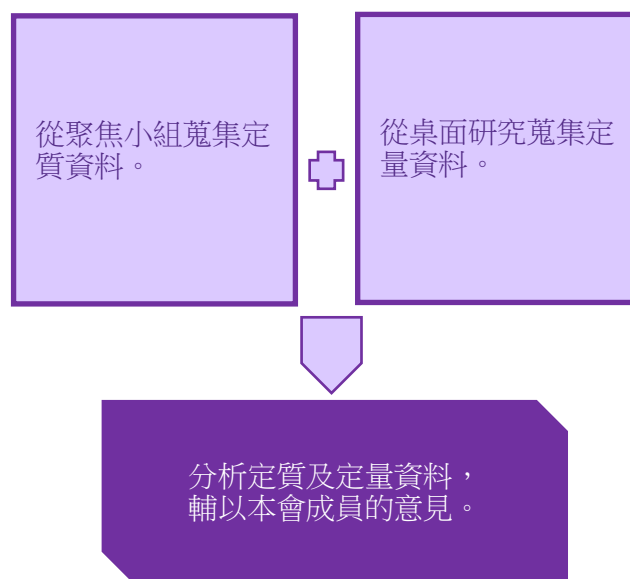 從聚焦小組蒐集定
質資料。
從桌面研究蒐集定
量資料。
分析定質及定量資料，
輔以本會成員的意見。